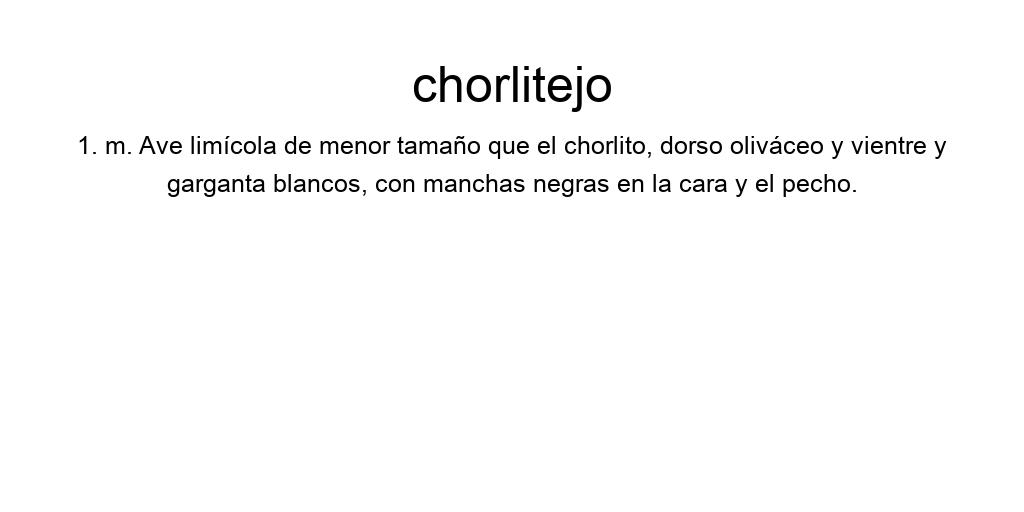 chorlitejo
1. m. Ave limícola de menor tamaño que el chorlito, dorso oliváceo y vientre y
garganta blancos, con manchas negras en la cara y el pecho.